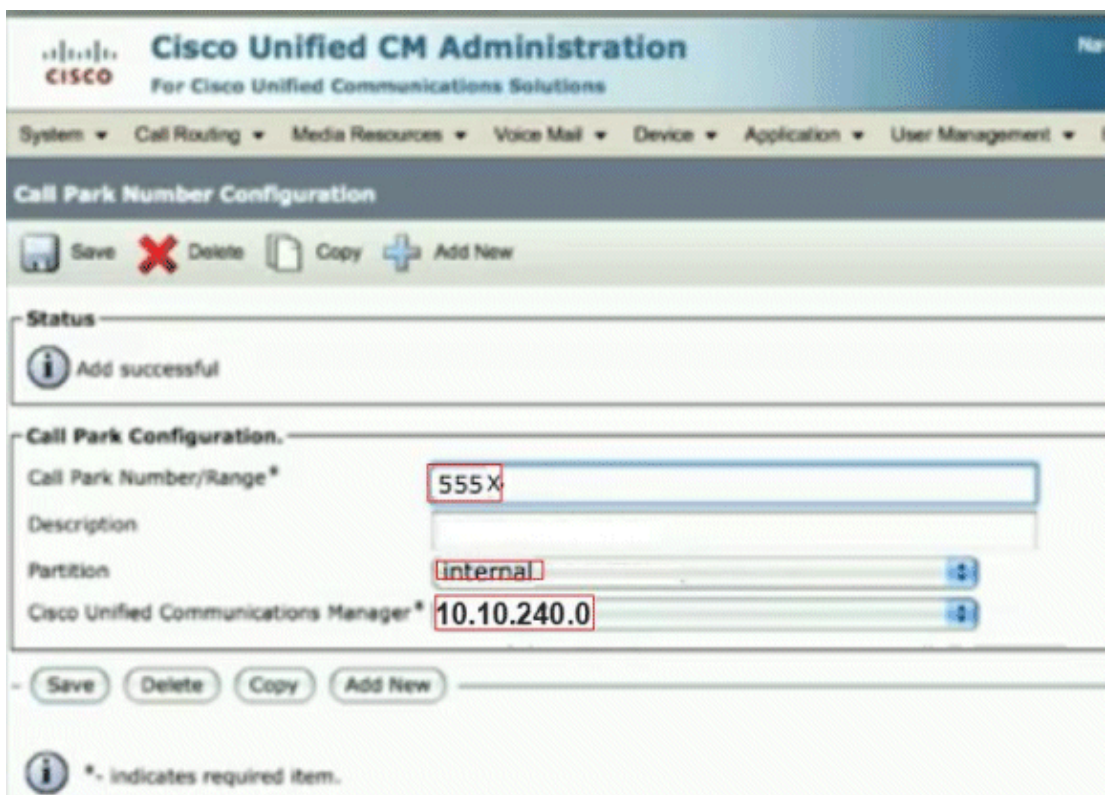 Cisco Unified CM Administration
CISCO
For Cisco Unified Communications Solutions
System Call Routing Media Resources Voice Mail Device Application User Management
Call Park Number Configuration
Save Delete Copy Add New
Status
Add successful
Call Park Configuration.
Call Park Number/Range* 555X
Description
Partition internal
Cisco Unified Communications Manager* 10.10.240.0
Save Delete Copy Add New
*- indicates required item.